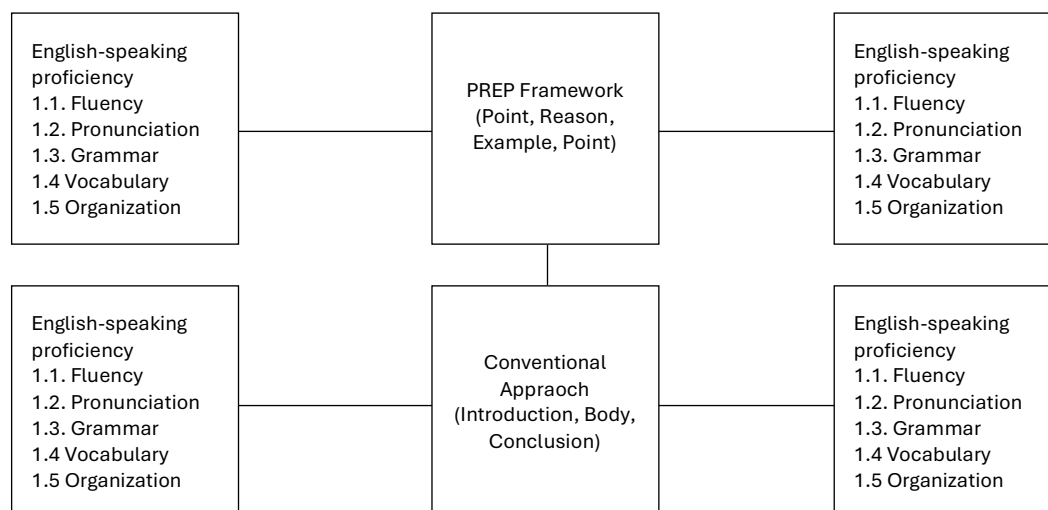 English-speaking
proficiency
1.1. Fluency
1.2. Pronunciation
1.3. Grammar
1.4 Vocabulary
1.5 Organization
PREP Framework
(Point, Reason,
Example, Point)
English-speaking
proficiency
1.1. Fluency
1.2. Pronunciation
1.3. Grammar
1.4 Vocabulary
1.5 Organization
English-speaking
proficiency
1.1. Fluency
1.2. Pronunciation
1.3. Grammar
1.4 Vocabulary
1.5 Organization
Conventional
Appraoch
(Introduction, Body,
Conclusion)
English-speaking
proficiency
1.1. Fluency
1.2. Pronunciation
1.3. Grammar
1.4 Vocabulary
1.5 Organization